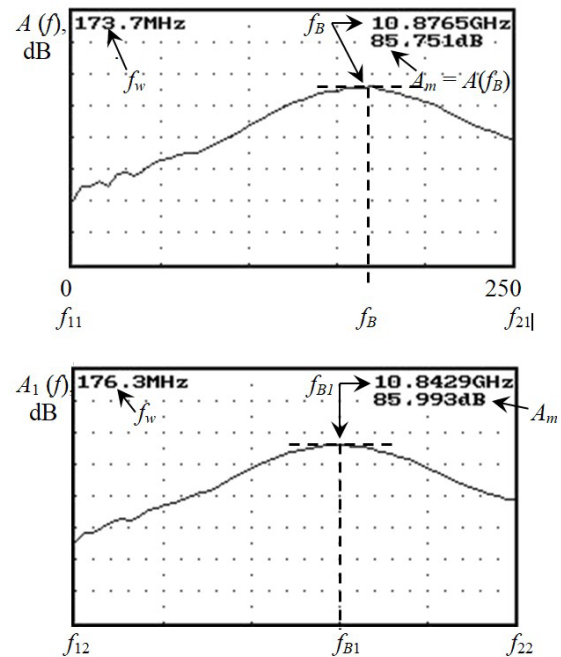 A (f), 173.7MHz f_B 10.8765GHz
dB 85.751dB
f_w A_m = A(f_B)
0 250
f_11 f_B f_21|
A_1 (f), 176.3MHz f_B1 10.8429GHz
dB f_w 85.993dB A_m
f_12 f_B1 f_22